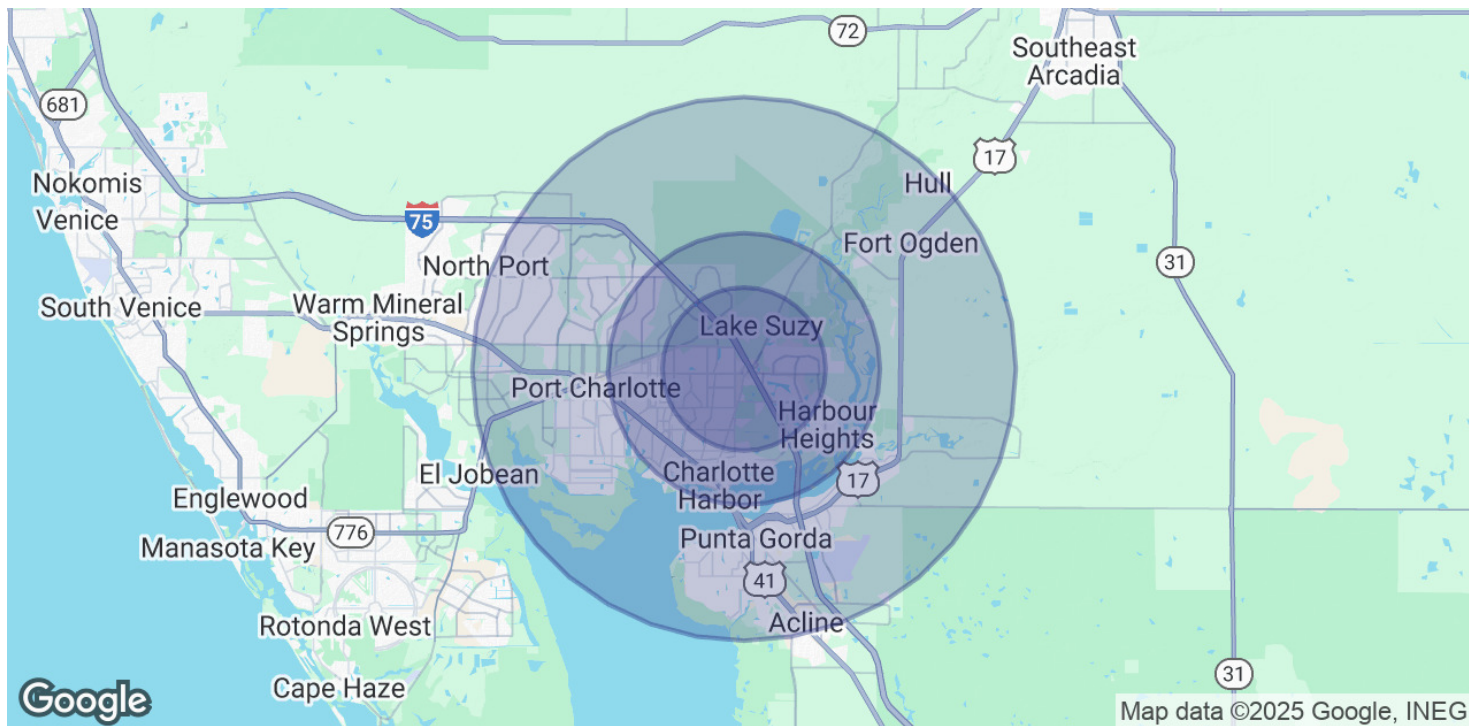 72
Southeast
Arcadia
681
17
Nokomis
Hull
Venice
75
Fort Ogden
31
North Port
South Venice
Warm Mineral
Springs
Lake Suzy
Port Charlotte
Harbour
Heights
El Jobean
Charlotte
Harbor
17
Englewood
776
Manasota Key
Punta Gorda
41
Rotonda West
Acline
31
Cape Haze
Google
Map data ©2025 Google, INEG